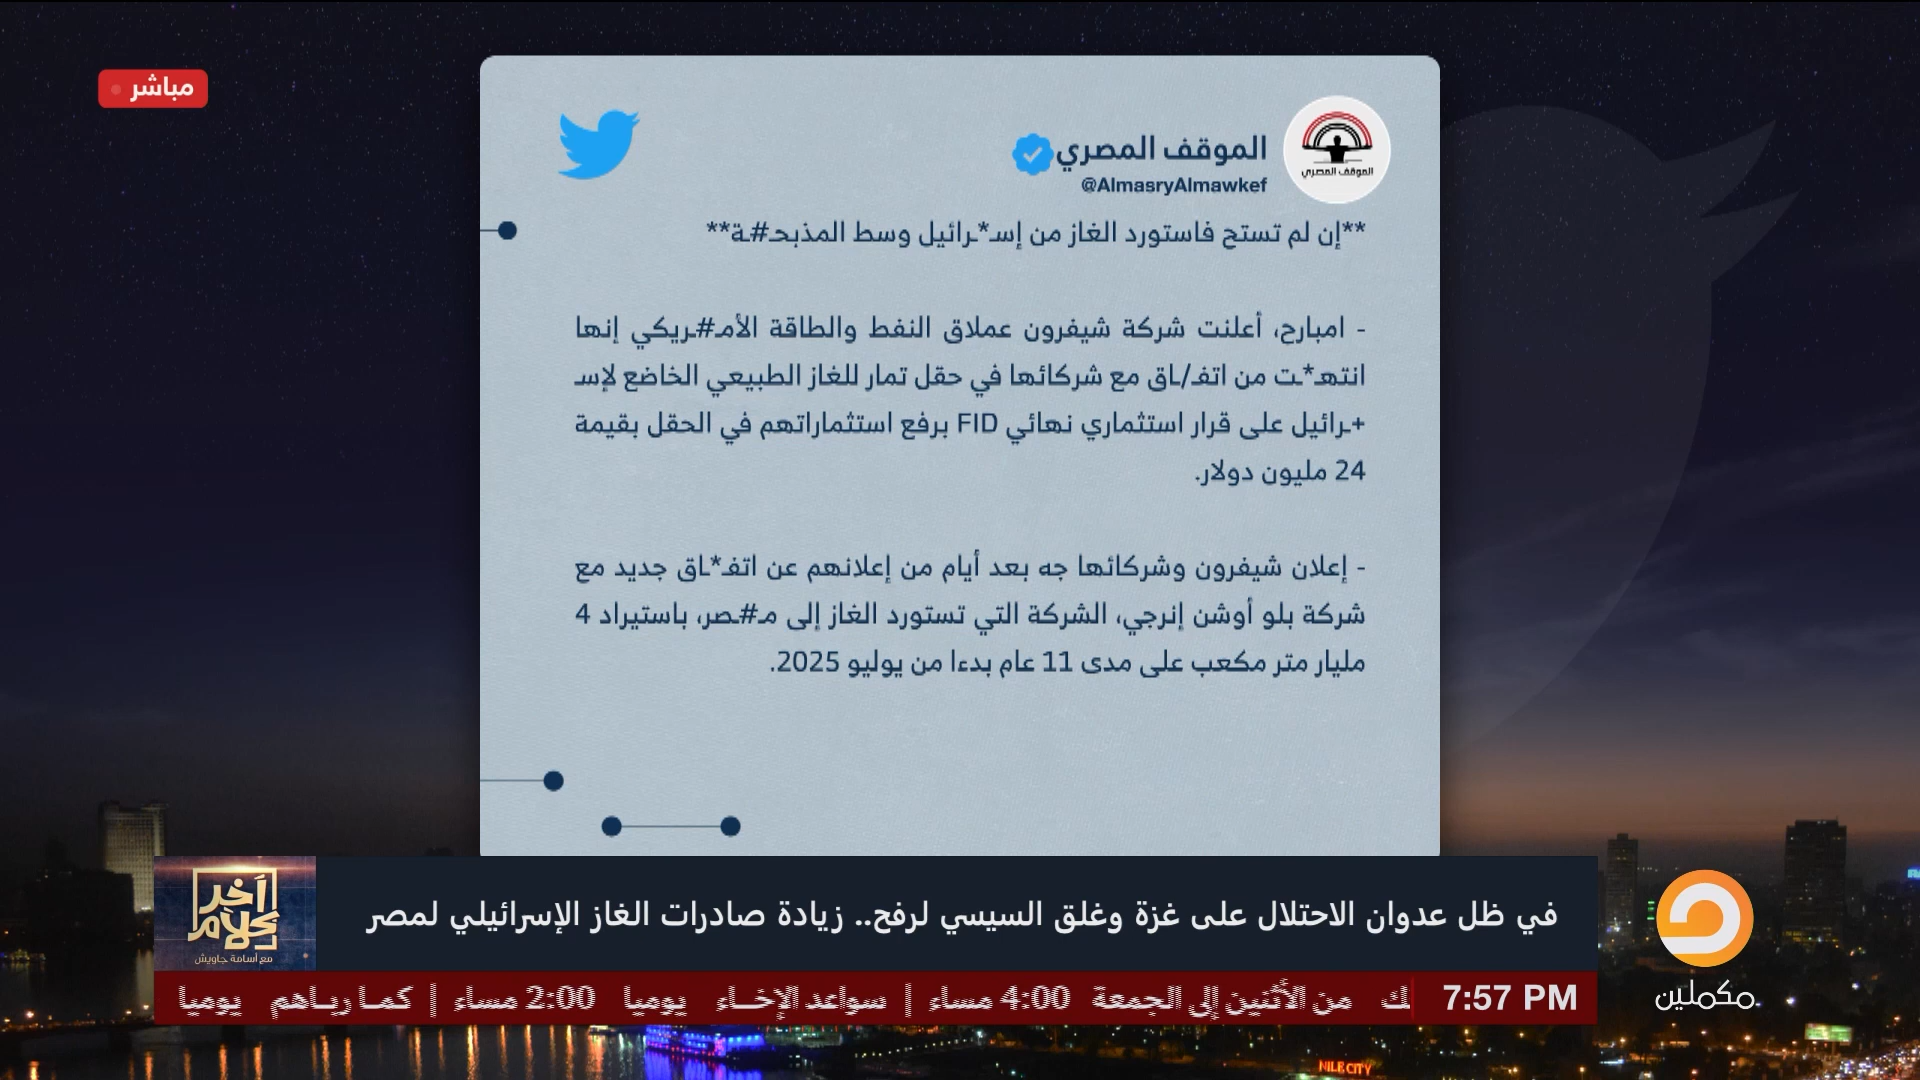 مباشر
الموقف المصري
@AlmasryAlmawkef
الموقف المصري
**إن لم تستح فاستورد الغاز من إسـ*ـرائيل وسط المذبحـ#ـة**
- امبارح، أعلنت شركة شيفرون عملاق النفط والطاقة الأمـ#ـريكي إنها
انتهـ*ـت من اتفـ/ـاق مع شركائها في حقل تمار للغاز الطبيعي الخاضع لإسـ
+ـرائيل على قرار استثماري نهائي FID برفع استثماراتهم في الحقل بقيمة
24 مليون دولار.
- إعلان شيفرون وشركائها جه بعد أيام من إعلانهم عن اتفـ*ـاق جديد مع
شركة بلو أوشن إنرجي، الشركة التي تستورد الغاز إلى مـ#ـصر، باستيراد 4
مليار متر مكعب على مدى 11 عام بدءا من يوليو 2025.
آخر كلام
مع أسامة جاويش
في ظل عدوان الاحتلال على غزة وغلق السيسي لرفح.. زيادة صادرات الغاز الإسرائيلي لمصر
7:57 PM
ك من الأثنين إلى الجمعة 4:00 مساء | سواعد الإخـاء يوميا 2:00 مساء | كمـا ربـاهم يوميا
مكملين
NILE CITY